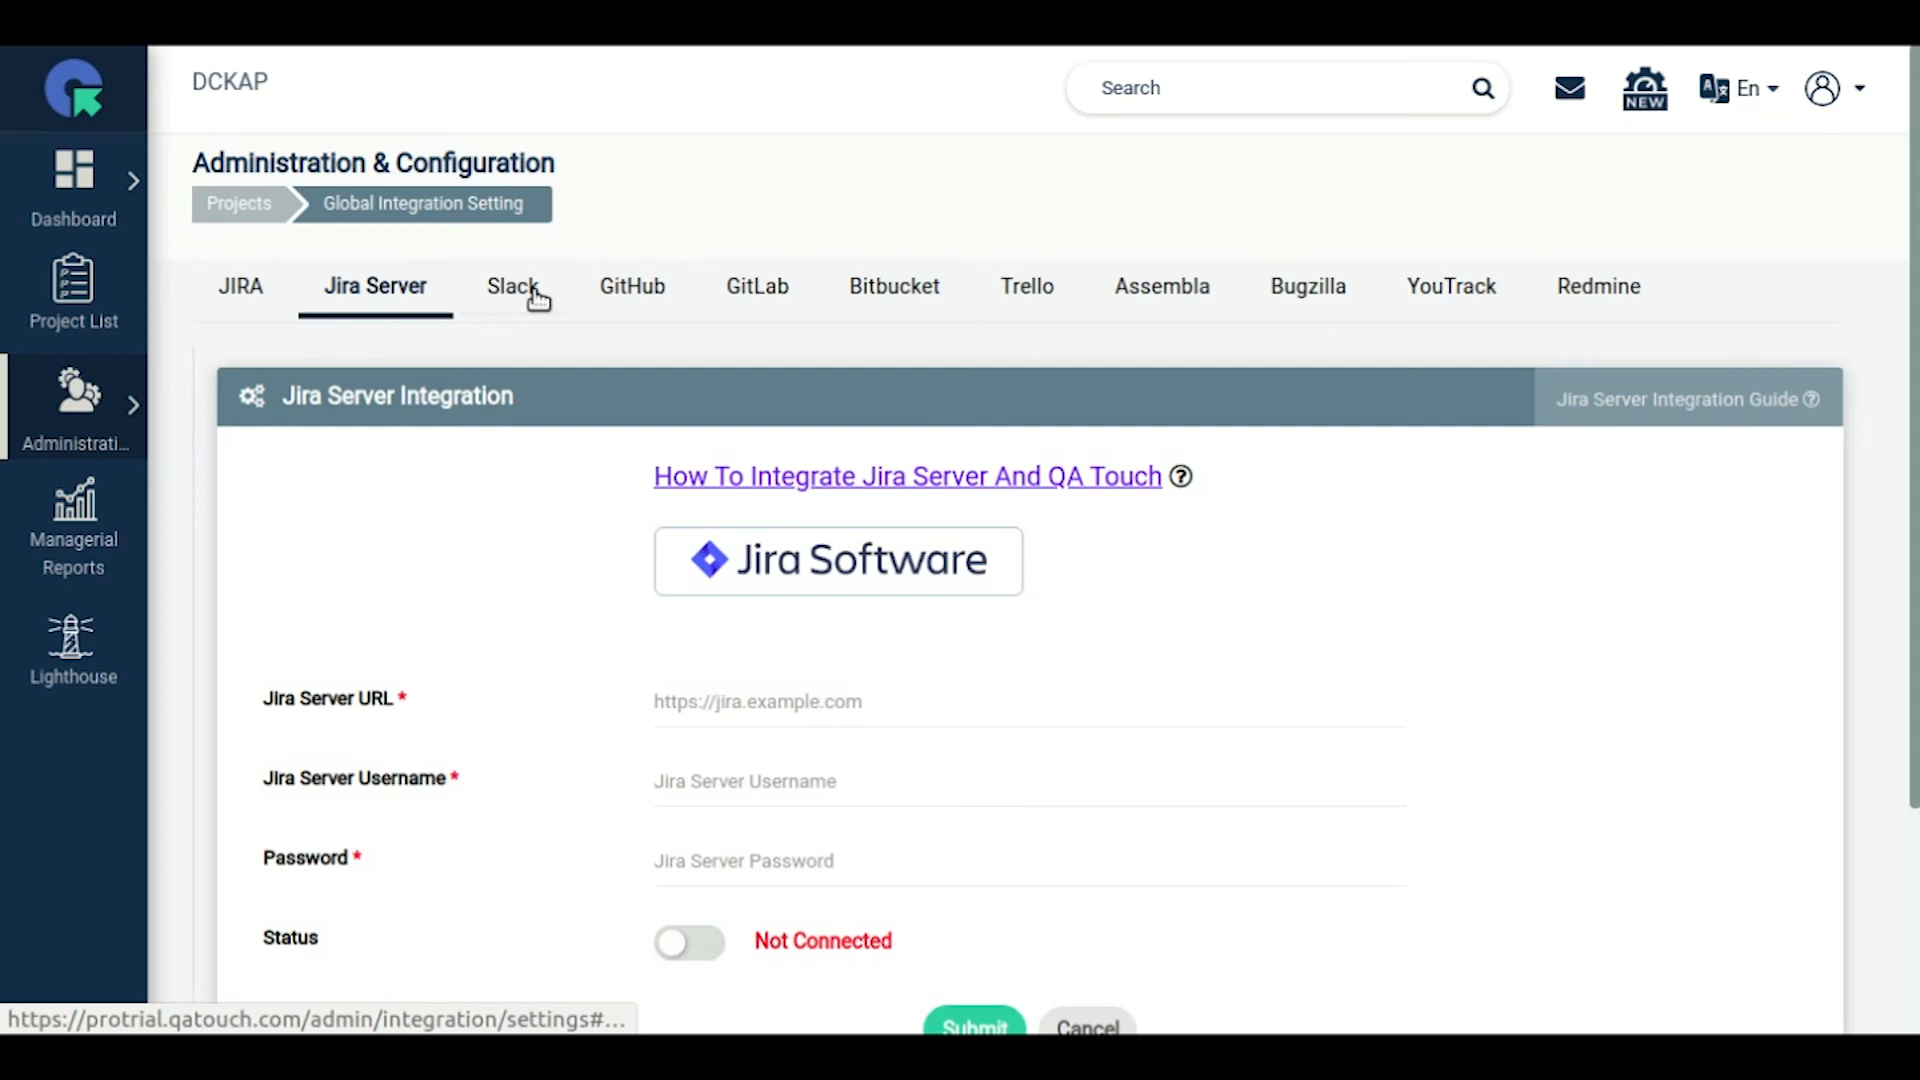 DCKAP
Search
NEW
En
Administration & Configuration
Projects
Global Integration Setting
Dashboard
Project List
Administrati...
Managerial
Reports
Lighthouse
JIRA
Jira Server
Slack
GitHub
GitLab
Bitbucket
Trello
Assembla
Bugzilla
YouTrack
Redmine
Jira Server Integration
Jira Server Integration Guide
How To Integrate Jira Server And QA Touch
Jira Software
Jira Server URL *
https://jira.example.com
Jira Server Username *
Jira Server Username
Password *
Jira Server Password
Status
Not Connected
Submit
Cancel
https://protrial.qatouch.com/admin/integration/settings#...